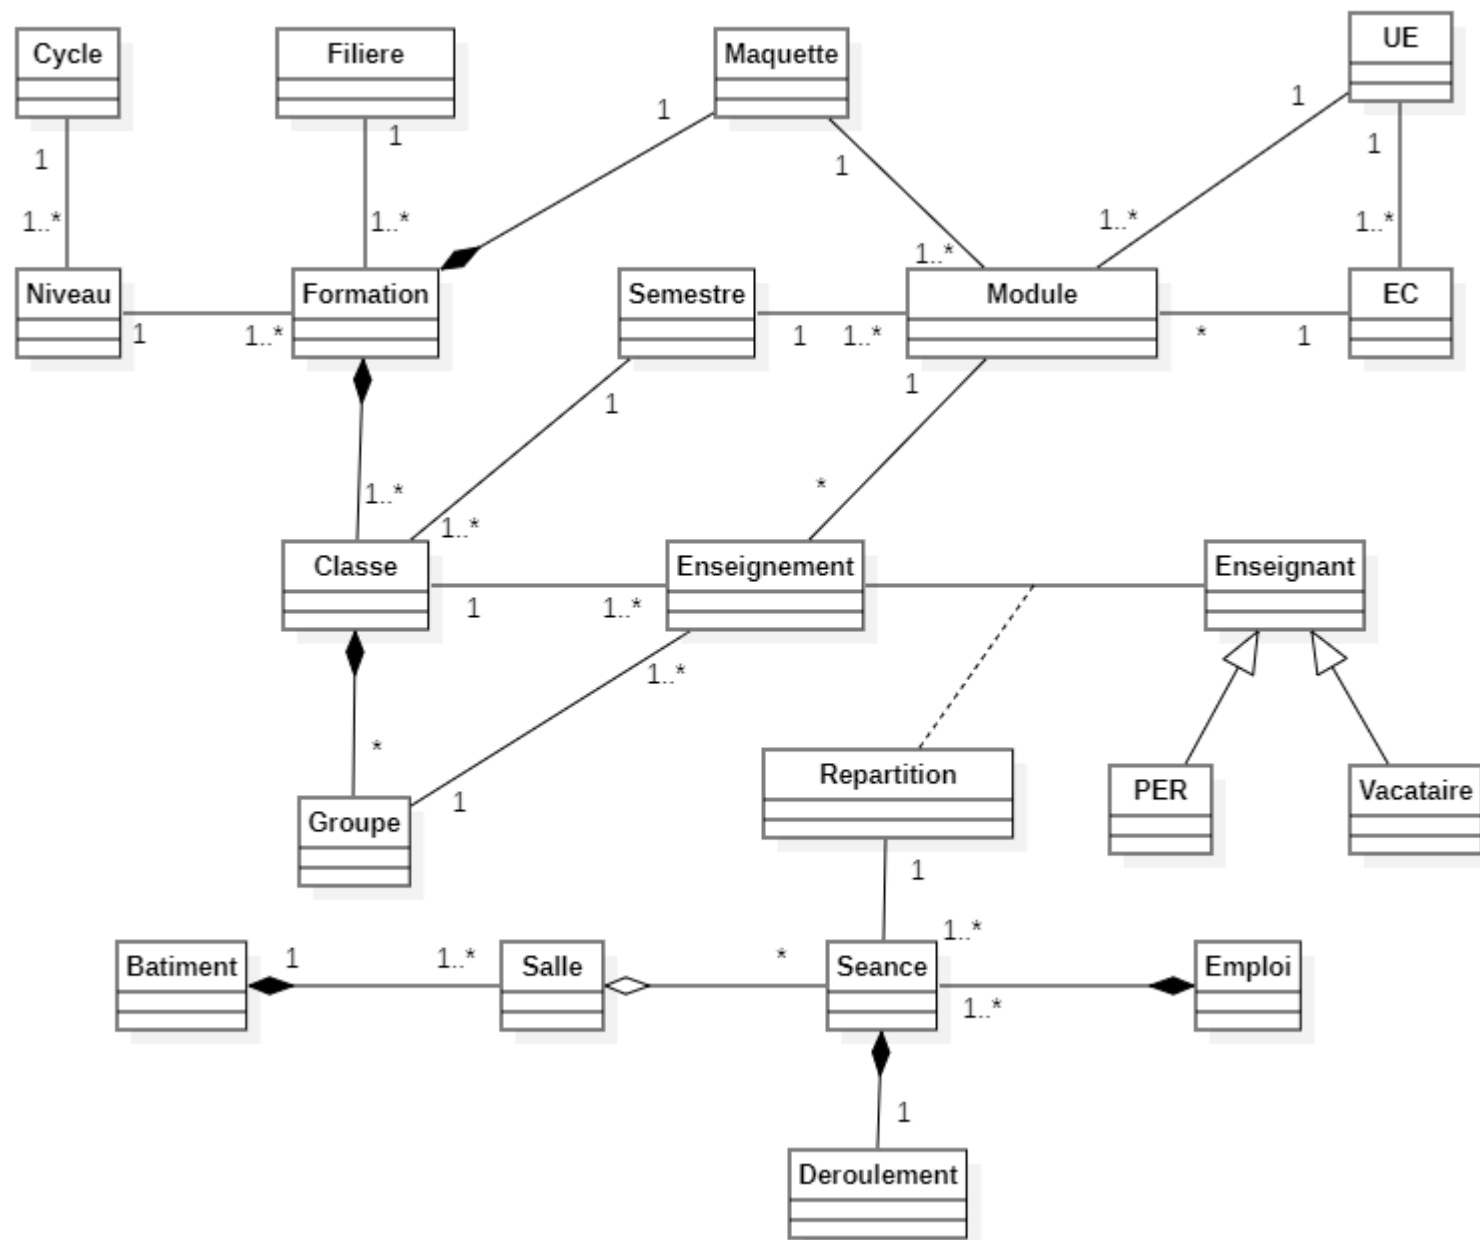 Cycle
Filiere
Maquette
UE
1
1
1
1
1
1
1..*
1..*
1..*
1..*
1..*
Niveau
Formation
Semestre
Module
EC
1
1..*
1
1..*
*
1
1
1
*
1..*
1..*
Classe
Enseignement
Enseignant
1
1..*
1..*
*
1
Groupe
Repartition
PER
Vacataire
1
1..*
Batiment
1
1..*
Salle
*
Seance
1..*
Emploi
1
Deroulement